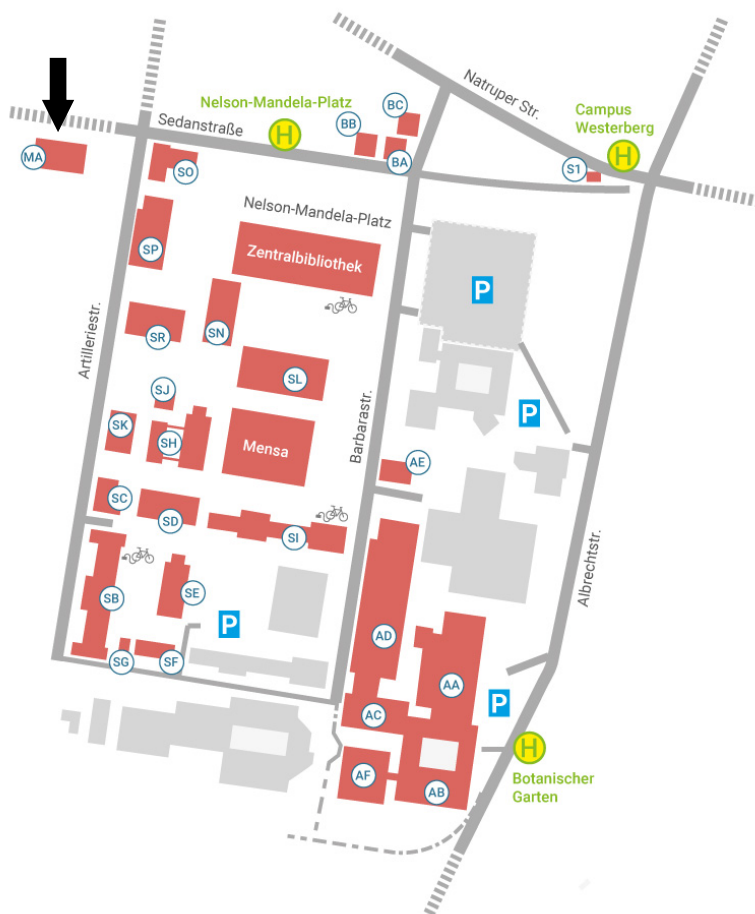 Natruper Str.
Campus
Westerberg
H
Nelson-Mandela-Platz
H
BC
BB
BA
Sedanstraße
MA
SO
S1
Nelson-Mandela-Platz
Zentralbibliothek
SP
P
SN
SR
Artilleriestr.
SL
SJ
P
SK
SH
Mensa
Barbarastr.
AE
SC
SD
SI
Albrechtstr.
SB
SE
P
AD
SG
SF
AA
P
AC
H
Botanischer
Garten
AF
AB